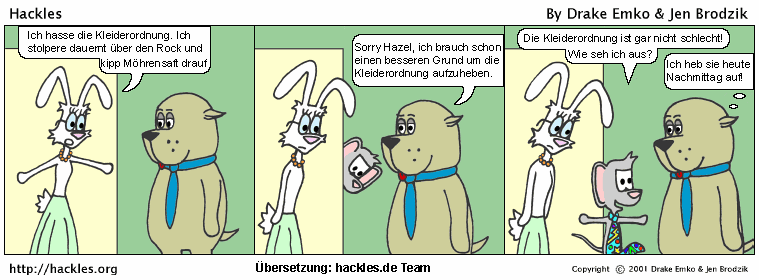 Hackles
By Drake Emko & Jen Brodzik
Ich hasse die Kleiderordnung. Ich
stolpere dauernt über den Rock und
kipp Möhrensaft drauf
Sorry Hazel, ich brauch schon
einen besseren Grund um die
Kleiderordnung aufzuheben.
Die Kleiderordnung ist gar nicht schlecht!
Wie seh ich aus?
Ich heb sie heute
Nachmittag auf!
http://hackles.org
Übersetzung: hackles.de Team
Copyright © 2001 Drake Emko & Jen Brodzik